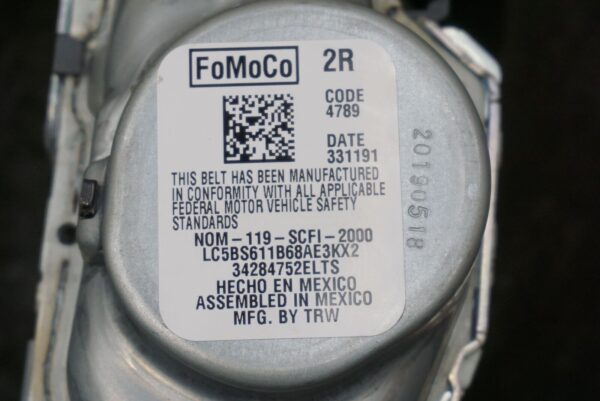 FoMoCo 2R
CODE
4789
DATE
331191
THIS BELT HAS BEEN MANUFACTURED
IN CONFORMITY WITH ALL APPLICABLE
FEDERAL MOTOR VEHICLE SAFETY
STANDARDS
NOM-119-SCFI-2000
LC5BS611B68AE3KX2
34284752ELTS
HECHO EN MEXICO
ASSEMBLED IN MEXICO
MFG. BY TRW
20190518